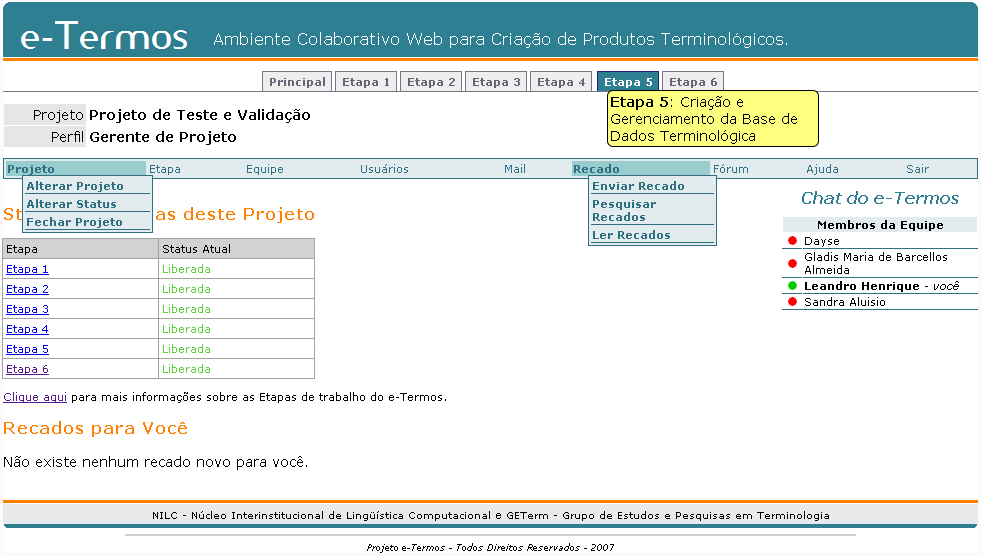 e-Termos Ambiente Colaborativo Web para Criação de Produtos Terminológicos.
Principal Etapa 1 Etapa 2 Etapa 3 Etapa 4 Etapa 5 Etapa 6
Etapa 5: Criação e
Gerenciamento da Base de
Dados Terminológica
Projeto Projeto de Teste e Validação
Perfil Gerente de Projeto
Projeto Etapa Equipe Usuários Mail Recado Fórum Ajuda Sair
Alterar Projeto
Alterar Status
Fechar Projeto
Enviar Recado
Pesquisar
Recados
Ler Recados
St as deste Projeto
Etapa Status Atual
Etapa 1 Liberada
Etapa 2 Liberada
Etapa 3 Liberada
Etapa 4 Liberada
Etapa 5 Liberada
Etapa 6 Liberada
Clique aqui para mais informações sobre as Etapas de trabalho do e-Termos.
Recados para Você
Não existe nenhum recado novo para você.
Chat do e-Termos
Membros da Equipe
Dayse
Gladis Maria de Barcellos
Almeida
Leandro Henrique - você
Sandra Aluisio
NILC - Núcleo Interinstitucional de Lingüística Computacional e GETerm - Grupo de Estudos e Pesquisas em Terminologia
Projeto e-Termos - Todos Direitos Reservados - 2007